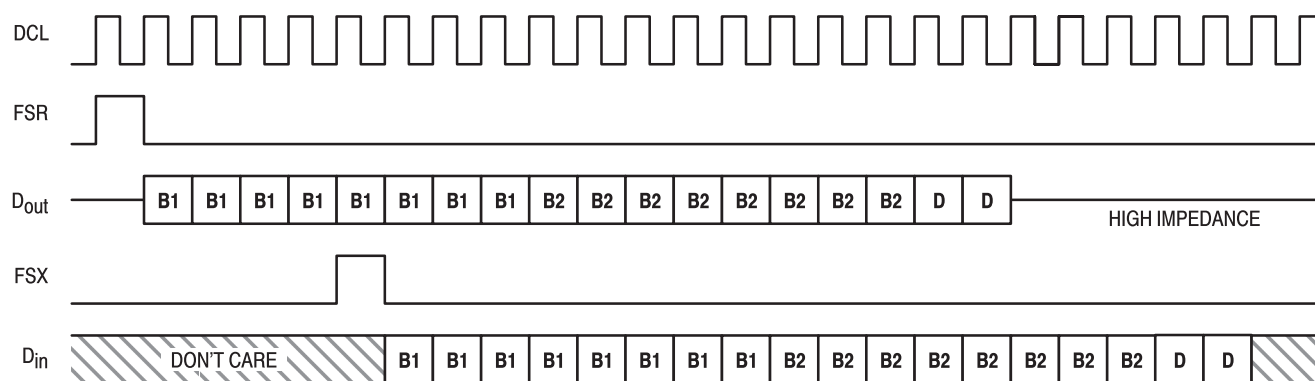 DCL
FSR
Dout B1 B1 B1 B1 B1 B1 B1 B1 B2 B2 B2 B2 B2 B2 B2 B2 D D
HIGH IMPEDANCE
FSX
Din DON'T CARE B1 B1 B1 B1 B1 B1 B1 B1 B2 B2 B2 B2 B2 B2 B2 B2 D D